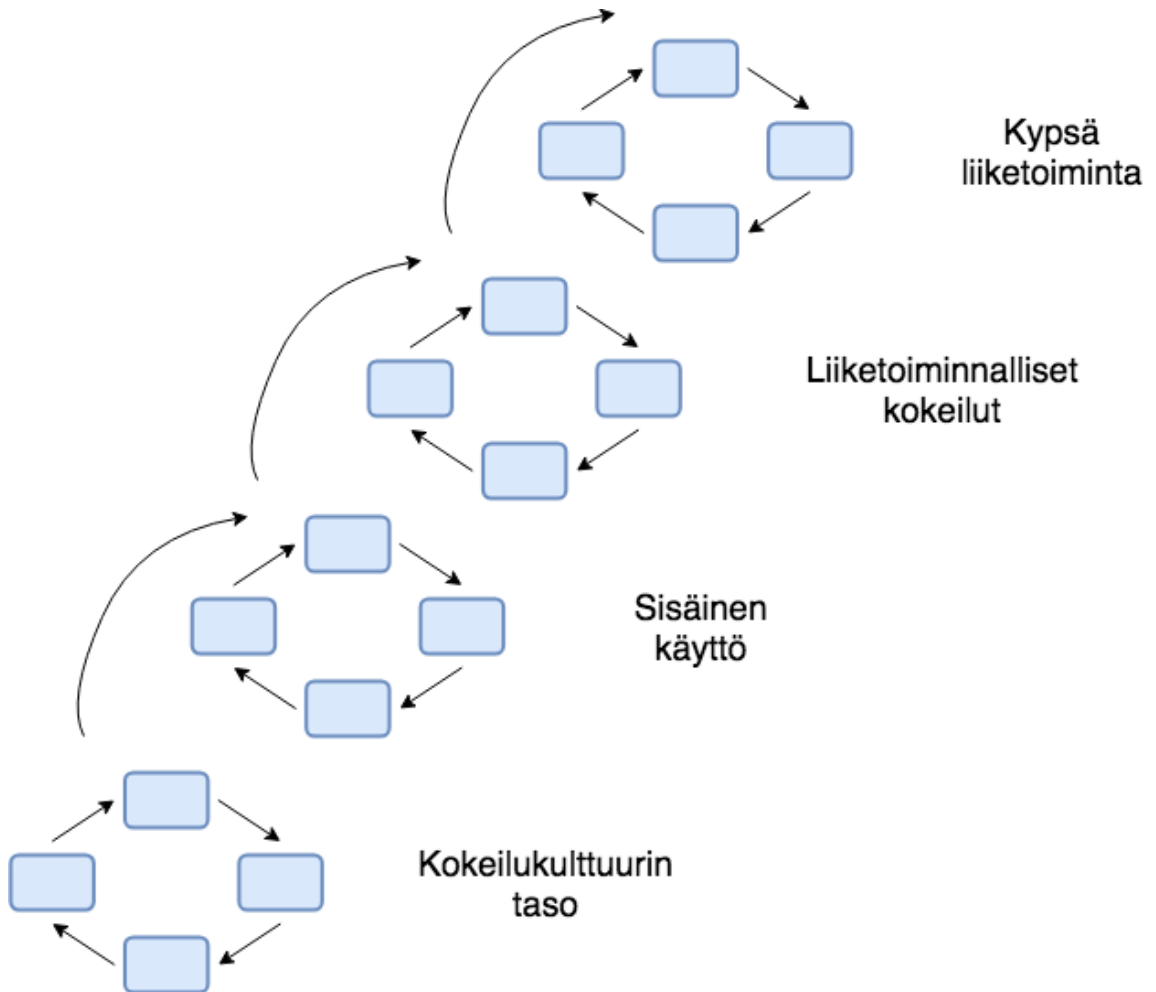 Kypsä
liiketoiminta
Liiketoiminnalliset
kokeilut
Sisäinen
käyttö
Kokeilukulttuurin
taso